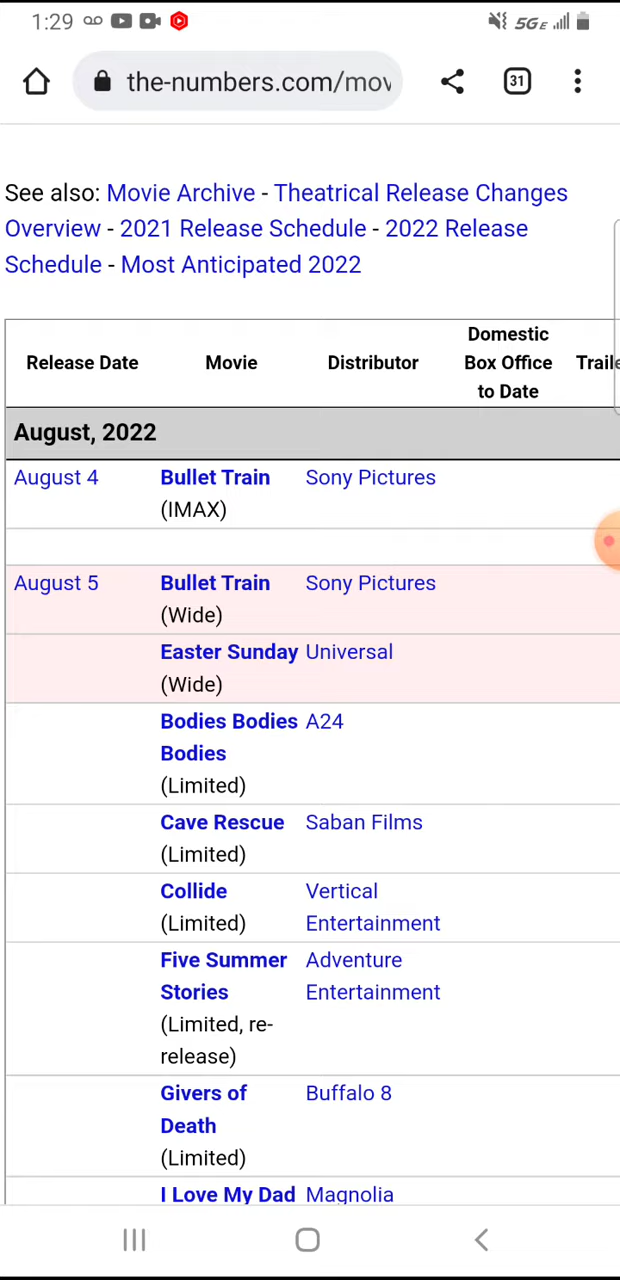 1:29
5GE
the-numbers.com/mov
31
See also: Movie Archive - Theatrical Release Changes
Overview - 2021 Release Schedule - 2022 Release
Schedule - Most Anticipated 2022
Release Date Movie Distributor Domestic Box Office to Date Traile
August, 2022
August 4 Bullet Train Sony Pictures
(IMAX)
August 5 Bullet Train Sony Pictures
(Wide)
Easter Sunday Universal
(Wide)
Bodies Bodies A24
Bodies
(Limited)
Cave Rescue Saban Films
(Limited)
Collide Vertical
(Limited) Entertainment
Five Summer Adventure
Stories Entertainment
(Limited, re-
release)
Givers of Buffalo 8
Death
(Limited)
I Love My Dad Magnolia